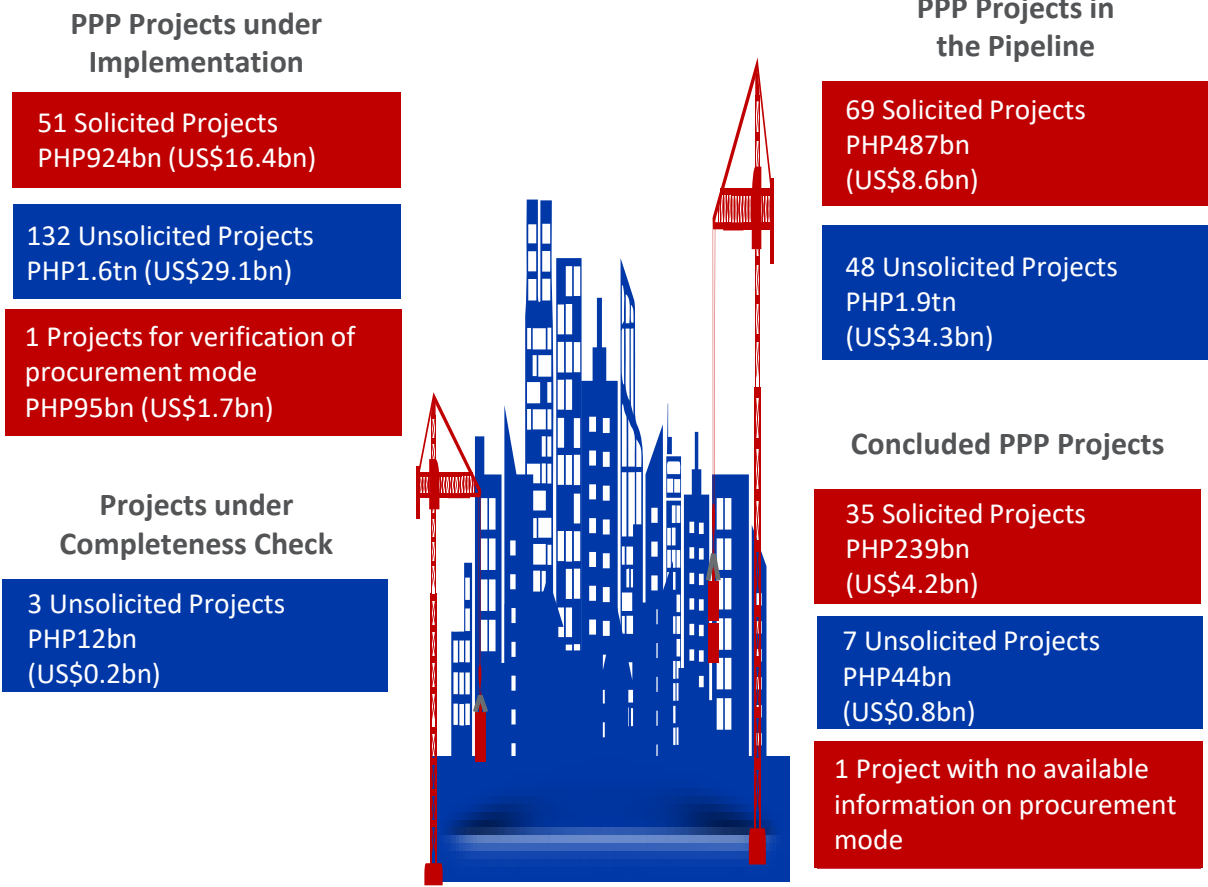 PPP Projects under
Implementation
51 Solicited Projects
PHP924bn (US$16.4bn)
132 Unsolicited Projects
PHP1.6tn (US$29.1bn)
1 Projects for verification of
procurement mode
PHP95bn (US$1.7bn)
Projects under
Completeness Check
3 Unsolicited Projects
PHP12bn
(US$0.2bn)
PPP Projects in
the Pipeline
69 Solicited Projects
PHP487bn
(US$8.6bn)
48 Unsolicited Projects
PHP1.9tn
(US$34.3bn)
Concluded PPP Projects
35 Solicited Projects
PHP239bn
(US$4.2bn)
7 Unsolicited Projects
PHP44bn
(US$0.8bn)
1 Project with no available
information on procurement
mode